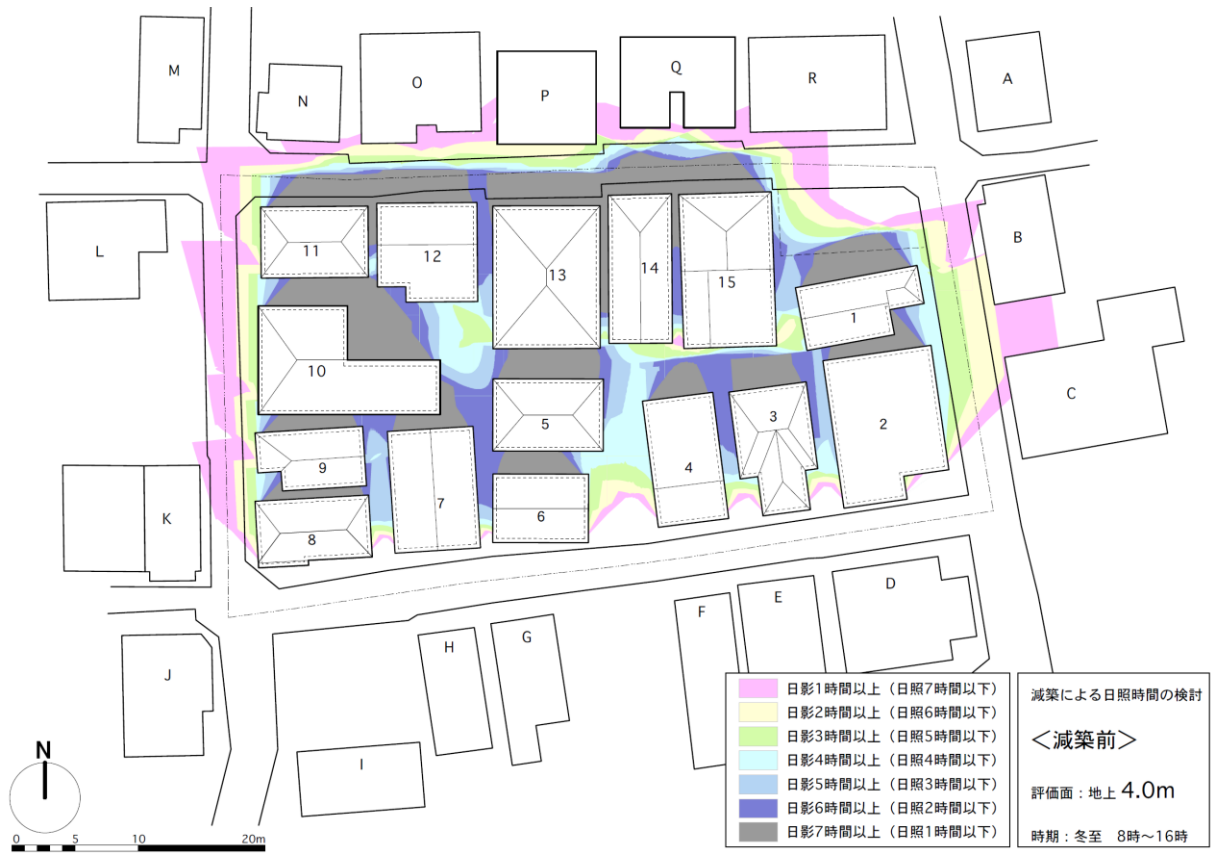 M
N
O
P
Q
R
A
L
B
11
12
13
14
15
1
10
C
5
3
2
9
4
7
K
8
6
F
E
D
J
H
G
I
N
0 5 10 20m
日影1時間以上（日照7時間以下）
日影2時間以上（日照6時間以下）
日影3時間以上（日照5時間以下）
日影4時間以上（日照4時間以下）
日影5時間以上（日照3時間以下）
日影6時間以上（日照2時間以下）
日影7時間以上（日照1時間以下）
減築による日照時間の検討
＜減築前＞
評価面：地上 4.0m
時期：冬至 8時〜16時